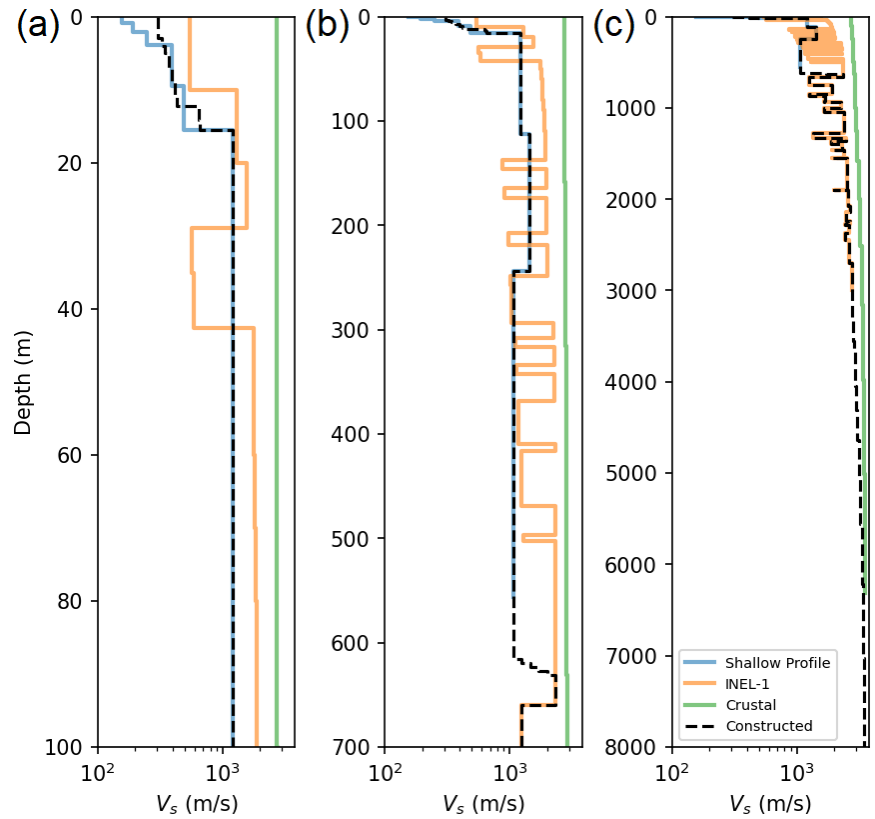 (a)
(b)
(c)
Depth (m)
0
20
40
60
80
100
10²
10³
Vₛ (m/s)
0
100
200
300
400
500
600
700
10²
10³
Vₛ (m/s)
0
1000
2000
3000
4000
5000
6000
7000
8000
10²
10³
Vₛ (m/s)
Shallow Profile
INEL-1
Crustal
Constructed